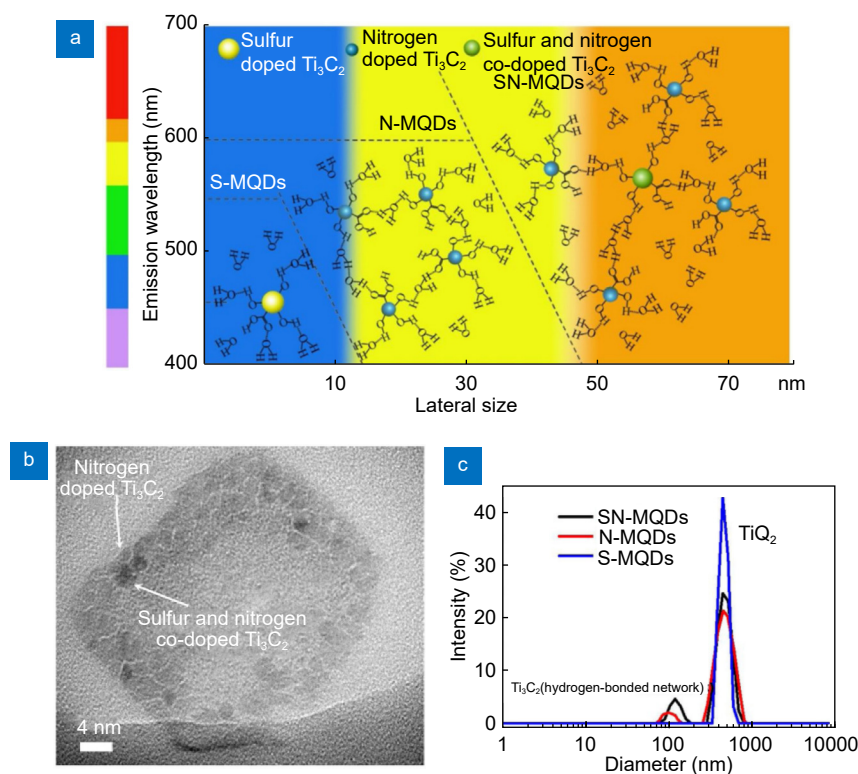 a
700
600
500
400
Emission wavelength (nm)
Sulfur
doped Ti₃C₂
Nitrogen
doped Ti₃C₂
Sulfur and nitrogen
co-doped Ti₃C₂
SN-MQDs
N-MQDs
S-MQDs
10
30
50
70
nm
Lateral size
b
Nitrogen
doped Ti₃C₂
Sulfur and nitrogen
co-doped Ti₃C₂
4 nm
c
40
30
20
10
0
Intensity (%)
SN-MQDs
N-MQDs
S-MQDs
TiQ₂
Ti₃C₂(hydrogen-bonded network)
1
10
100
1000
10000
Diameter (nm)